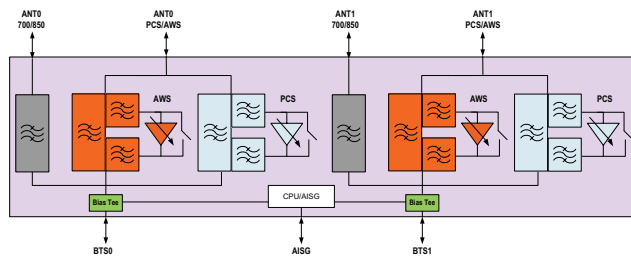 ANT0
700/850
ANT0
PCS/AWS
ANT1
700/850
ANT1
PCS/AWS
AWS
PCS
AWS
PCS
Bias Tee
CPU/AISG
Bias Tee
BTS0
AISG
BTS1